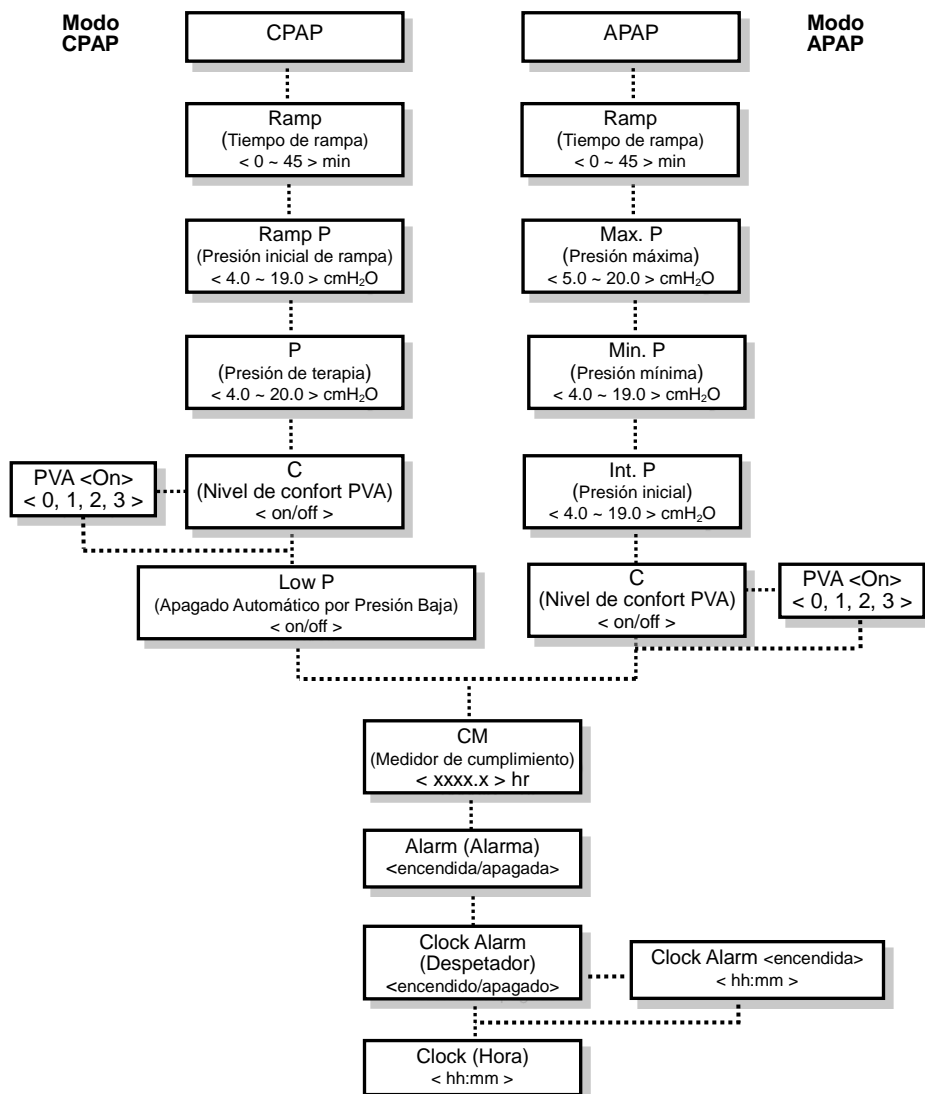 Modo
CPAP
CPAP
Ramp
(Tiempo de rampa)
< 0 ~ 45 > min
Ramp P
(Presión inicial de rampa)
< 4.0 ~ 19.0 > cmH₂O
P
(Presión de terapia)
< 4.0 ~ 20.0 > cmH₂O
PVA <On>
< 0, 1, 2, 3 >
C
(Nivel de confort PVA)
< on/off >
Low P
(Apagado Automático por Presión Baja)
< on/off >
APAP
Modo
APAP
Ramp
(Tiempo de rampa)
< 0 ~ 45 > min
Max. P
(Presión máxima)
< 5.0 ~ 20.0 > cmH₂O
Min. P
(Presión mínima)
< 4.0 ~ 19.0 > cmH₂O
Int. P
(Presión inicial)
< 4.0 ~ 19.0 > cmH₂O
C
(Nivel de confort PVA)
< on/off >
PVA <On>
< 0, 1, 2, 3 >
CM
(Medidor de cumplimiento)
< xxxx.x > hr
Alarm (Alarma)
<encendida/apagada>
Clock Alarm
(Despetador)
<encendido/apagado>
Clock Alarm <encendida>
< hh:mm >
Clock (Hora)
< hh:mm >